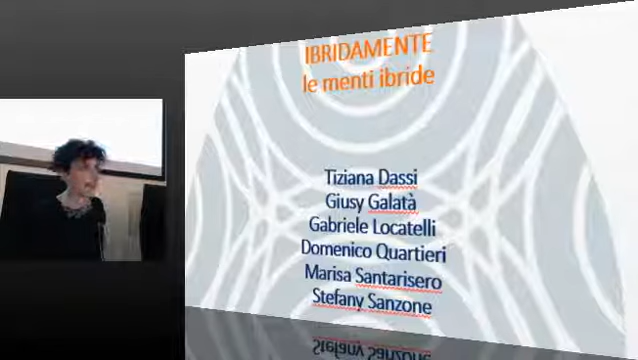 IBRIDAMENTE
le menti ibride
Tiziana Dassi
Giusy Galatà
Gabriele Locatelli
Domenico Quartieri
Marisa Santarisero
Stefany Sanzone